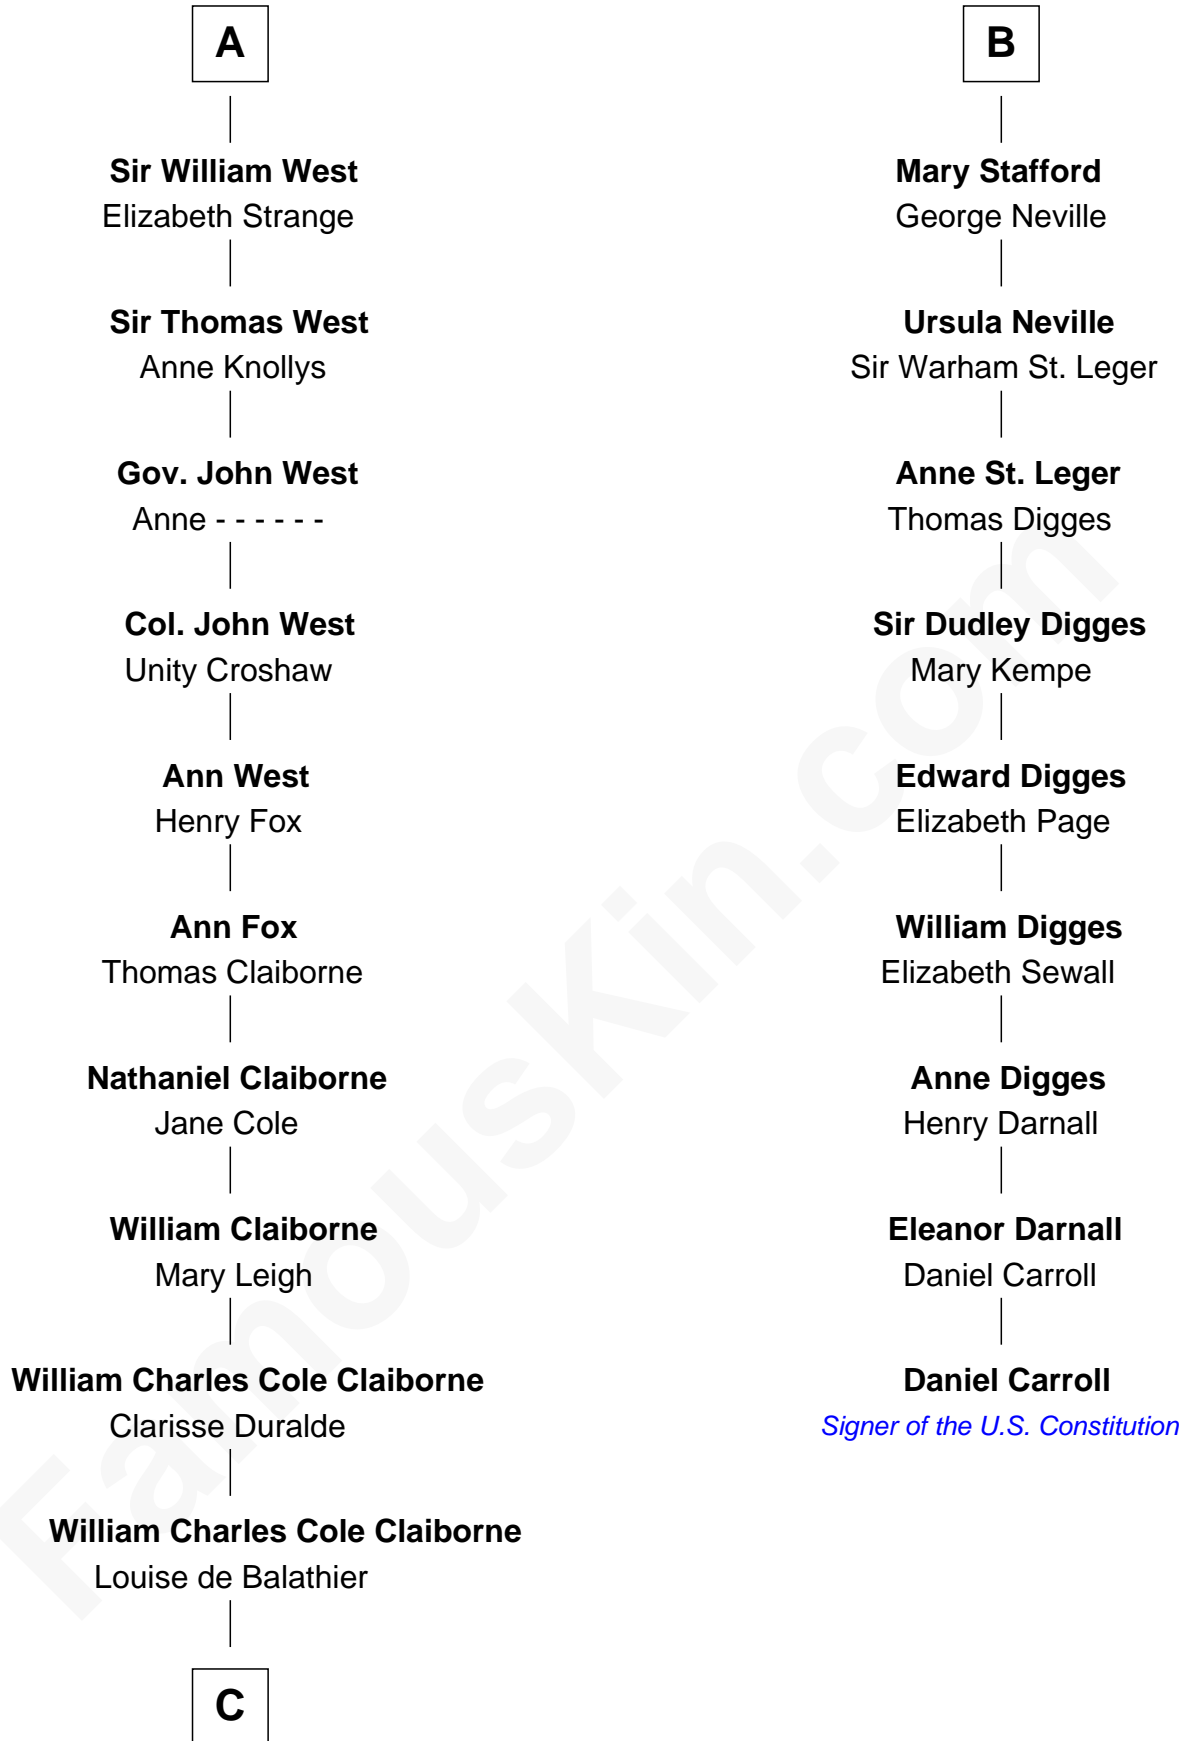 A
Sir William West
Elizabeth Strange
Sir Thomas West
Anne Knollys
Gov. John West
Anne - - - - - -
Col. John West
Unity Croshaw
Ann West
Henry Fox
Ann Fox
Thomas Claiborne
Nathaniel Claiborne
Jane Cole
William Claiborne
Mary Leigh
William Charles Cole Claiborne
Clarisse Duralde
William Charles Cole Claiborne
Louise de Balathier
C
B
Mary Stafford
George Neville
Ursula Neville
Sir Warham St. Leger
Anne St. Leger
Thomas Digges
Sir Dudley Digges
Mary Kempe
Edward Digges
Elizabeth Page
William Digges
Elizabeth Sewall
Anne Digges
Henry Darnall
Eleanor Darnall
Daniel Carroll
Daniel Carroll
Signer of the U.S. Constitution
FamousKin.com